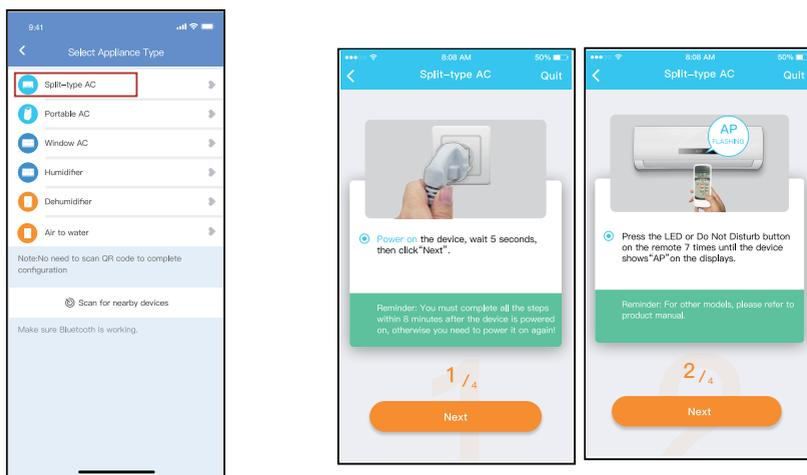 9:41
Select Appliance Type
Split-type AC
Portable AC
Window AC
Humidifier
Dehumidifier
Air to water
Note:No need to scan QR code to complete
configuration
Scan for nearby devices
Make sure Bluetooth is working.
8:08 AM 50%
Split-type AC Quit
Power on the device, wait 5 seconds,
then click"Next".
Reminder: You must complete all the steps
within 8 minutes after the device is powered
on, otherwise you need to power it on again!
1/4
Next
8:08 AM 50%
Split-type AC Quit
AP
FLASHING
Press the LED or Do Not Disturb button
on the remote 7 times until the device
shows"AP"on the displays.
Reminder: For other models, please refer to
product manual.
2/4
Next